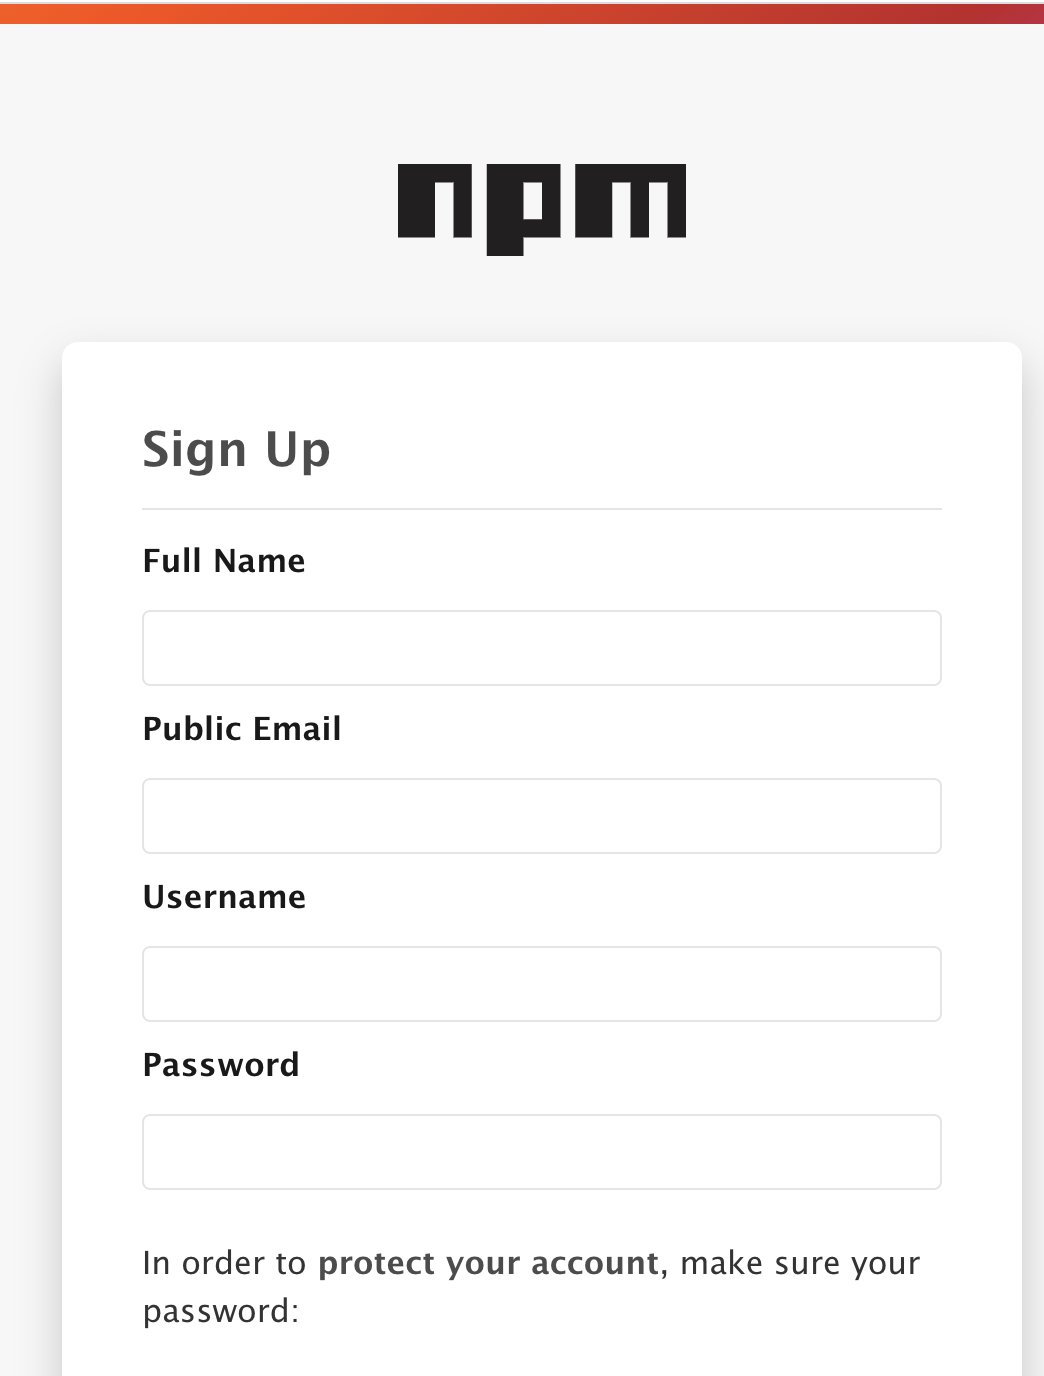 npm
Sign Up
Full Name
Public Email
Username
Password
In order to protect your account, make sure your
password: